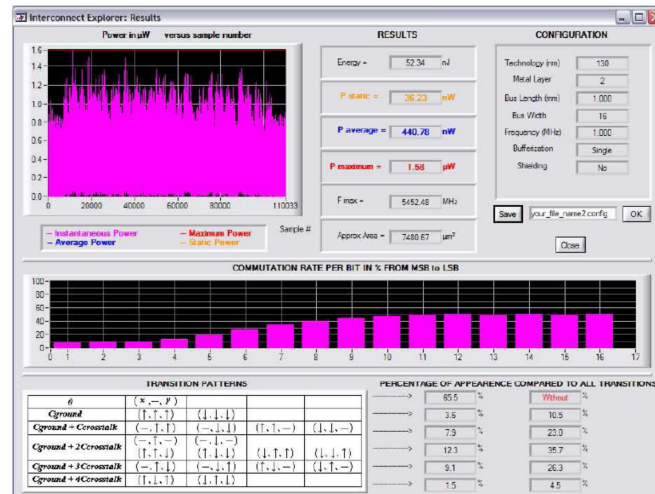 Interconnect Explorer: Results
Power in µW versus sample number
1.6
1.4
1.2
1.0
0.8
0.6
0.4
0.2
0.0
0 20000 40000 60000 80000 110033
Sample #
– Instantaneous Power – Maximum Power
– Average Power – Static Power
RESULTS
Energy = 52.34 nJ
P static = 36.23 nW
P average = 440.78 nW
P maximum = 1.58 µW
F max = 5452.48 MHz
Approx Area = 7480.67 µm²
CONFIGURATION
Technology (nm) 130
Metal Layer 2
Bus Length (mm) 1.000
Bus Width 16
Frequency (MHz) 1.000
Bufferization Single
Shielding No
Save your_file_name2.config OK
Close
COMMUTATION RATE PER BIT IN % FROM MSB to LSB
100
80
60
40
20
0
0 1 2 3 4 5 6 7 8 9 10 11 12 13 14 15 16 17
TRANSITION PATTERNS
0 (×,–,×)
Cground (↑,↑,↑) (↓,↓,↓)
Cground + Ccrosstalk (–,↑,↑) (–,↓,↓) (↑,↑,–) (↓,↓,–)
Cground + 2Ccrosstalk (–,↑,–) (–,↓,–)
(↑,↑,↓) (↑,↓,↓) (↓,↑,↑) (↓,↓,↑)
Cground + 3Ccrosstalk (–,↑,↓) (–,↓,↑) (↑,↓,–) (↓,↑,–)
Cground + 4Ccrosstalk (↑,↓,↑) (↓,↑,↓)
PERCENTAGE OF APPEARENCE COMPARED TO ALL TRANSITIONS
65.5 % Without %
3.6 % 10.5 %
7.9 % 23.0 %
12.3 % 35.7 %
9.1 % 26.3 %
1.5 % 4.5 %